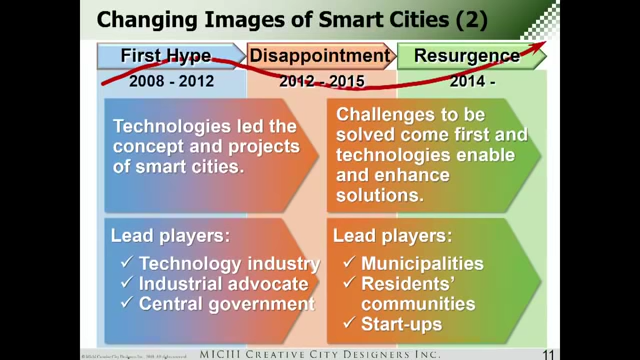 Changing Images of Smart Cities (2)
First Hype
Disappointment
Resurgence
2008 - 2012
2012 - 2015
2014 -
Technologies led the
concept and projects
of smart cities.
Challenges to be
solved come first and
technologies enable
and enhance
solutions.
Lead players:
✓ Technology industry
✓ Industrial advocate
✓ Central government
Lead players:
✓ Municipalities
✓ Residents'
communities
✓ Start-ups
MICHI CREATIVE CITY DESIGNERS INC.
11